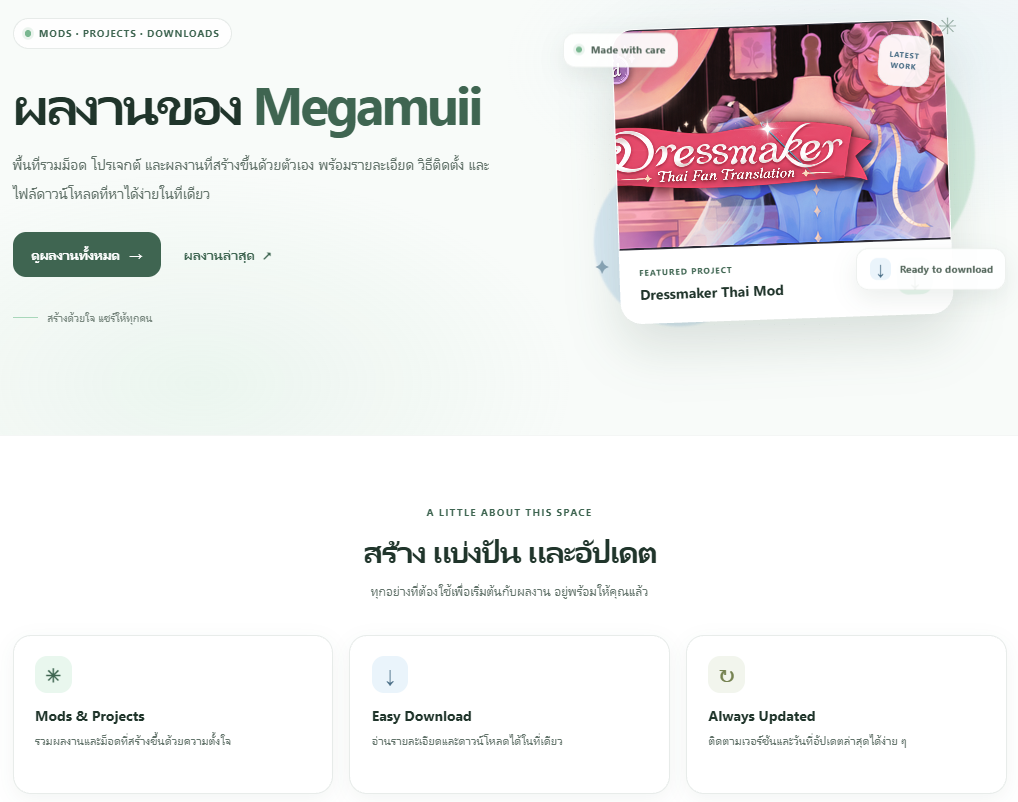 MODS • PROJECTS • DOWNLOADS
ผลงานของ Megamuii
พื้นที่รวมม็อด โปรเจกต์ และผลงานที่สร้างขึ้นด้วยตัวเอง พร้อมรายละเอียด วิธีติดตั้ง และ
ไฟล์ดาวน์โหลดที่หาได้ง่ายในที่เดียว
ดูผลงานทั้งหมด →
ผลงานล่าสุด ↗
สร้างด้วยใจ แชร์ให้ทุกคน
Made with care
LATEST
WORK
Dressmaker
Thai Fan Translation
FEATURED PROJECT
Dressmaker Thai Mod
↓ Ready to download
A LITTLE ABOUT THIS SPACE
สร้าง แบ่งปัน และอัปเดต
ทุกอย่างที่ต้องใช้เพื่อเริ่มต้นกับผลงาน อยู่พร้อมให้คุณแล้ว
Mods & Projects
รวมผลงานและม็อดที่สร้างขึ้นด้วยความตั้งใจ
↓
Easy Download
อ่านรายละเอียดและดาวน์โหลดได้ในที่เดียว
↻
Always Updated
ติดตามเวอร์ชันและวันที่อัปเดตล่าสุดได้ง่าย ๆ